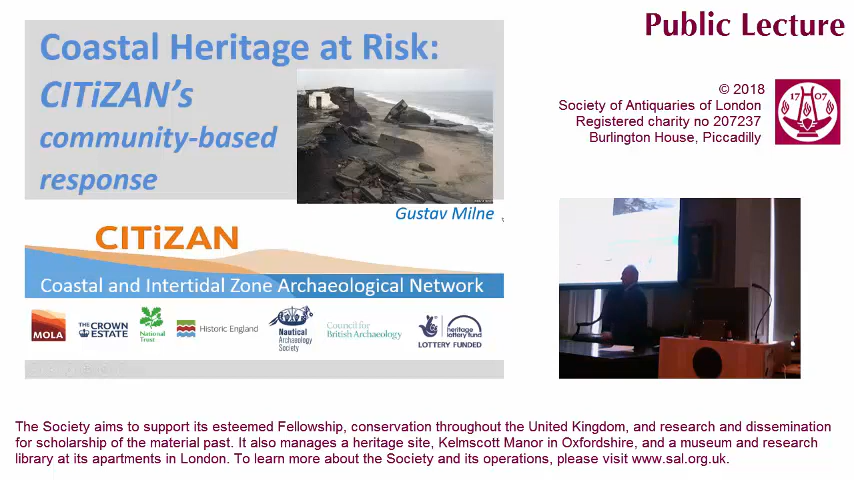 Public Lecture
Coastal Heritage at Risk:
CITiZAN's
community-based
response
Gustav Milne
© 2018
Society of Antiquaries of London
Registered charity no 207237
Burlington House, Piccadilly
17 07
CITiZAN
Coastal and Intertidal Zone Archaeological Network
MOLA
THE CROWN
ESTATE
National
Trust
Historic England
Nautical
Archaeology
Society
Council for
British Archaeology
heritage
lottery fund
LOTTERY FUNDED
The Society aims to support its esteemed Fellowship, conservation throughout the United Kingdom, and research and dissemination
for scholarship of the material past. It also manages a heritage site, Kelmscott Manor in Oxfordshire, and a museum and research
library at its apartments in London. To learn more about the Society and its operations, please visit www.sal.org.uk.